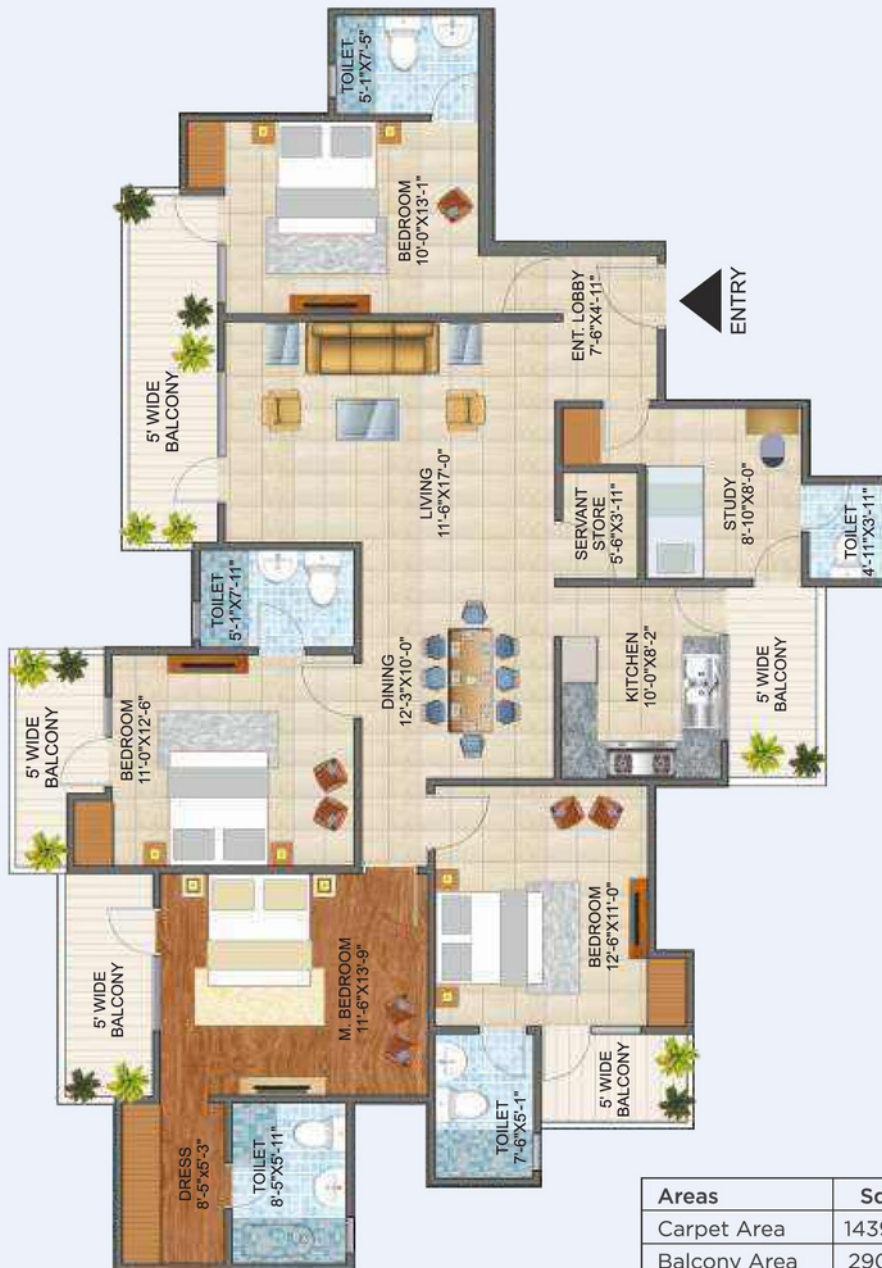 TOILET
5'-1"X7'-5"
BEDROOM
10'-0"X13'-1"
5' WIDE
BALCONY
ENT. LOBBY
7'-6"X4'-11"
ENTRY
LIVING
11'-6"X17'-0"
SERVANT
STORE
5'-6"X3'-11"
STUDY
8'-10"X8'-0"
TOILET
4'-11"X3'-11"
TOILET
5'-1"X7'-11"
DINING
12'-3"X10'-0"
KITCHEN
10'-0"X8'-2"
5' WIDE
BALCONY
5' WIDE
BALCONY
BEDROOM
11'-0"X12'-6"
5' WIDE
BALCONY
M. BEDROOM
11'-6"X13'-9"
BEDROOM
12'-6"X11'-0"
5' WIDE
BALCONY
TOILET
7'-6"X5'-1"
DRESS
8'-5"x5'-3"
TOILET
8'-5"X5'-11"
Areas
Carpet Area 1439
Balcony Area 290